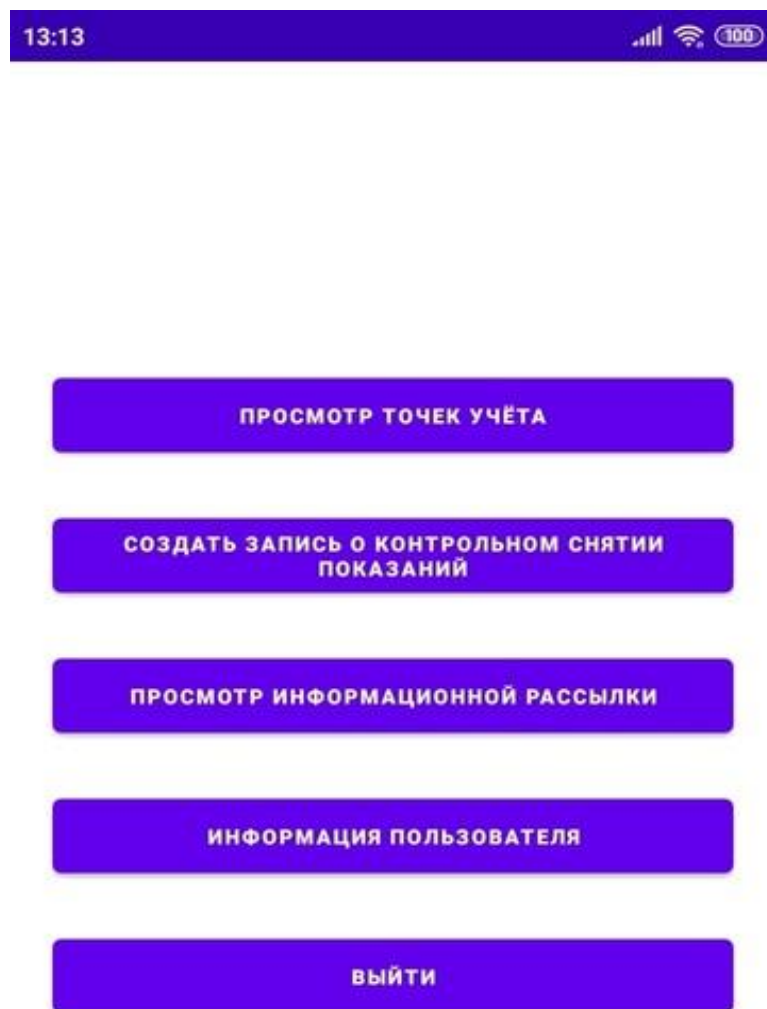 13:13
100
ПРОСМОТР ТОЧЕК УЧЁТА
СОЗДАТЬ ЗАПИСЬ О КОНТРОЛЬНОМ СНЯТИИ
ПОКАЗАНИЙ
ПРОСМОТР ИНФОРМАЦИОННОЙ РАССЫЛКИ
ИНФОРМАЦИЯ ПОЛЬЗОВАТЕЛЯ
ВЫЙТИ